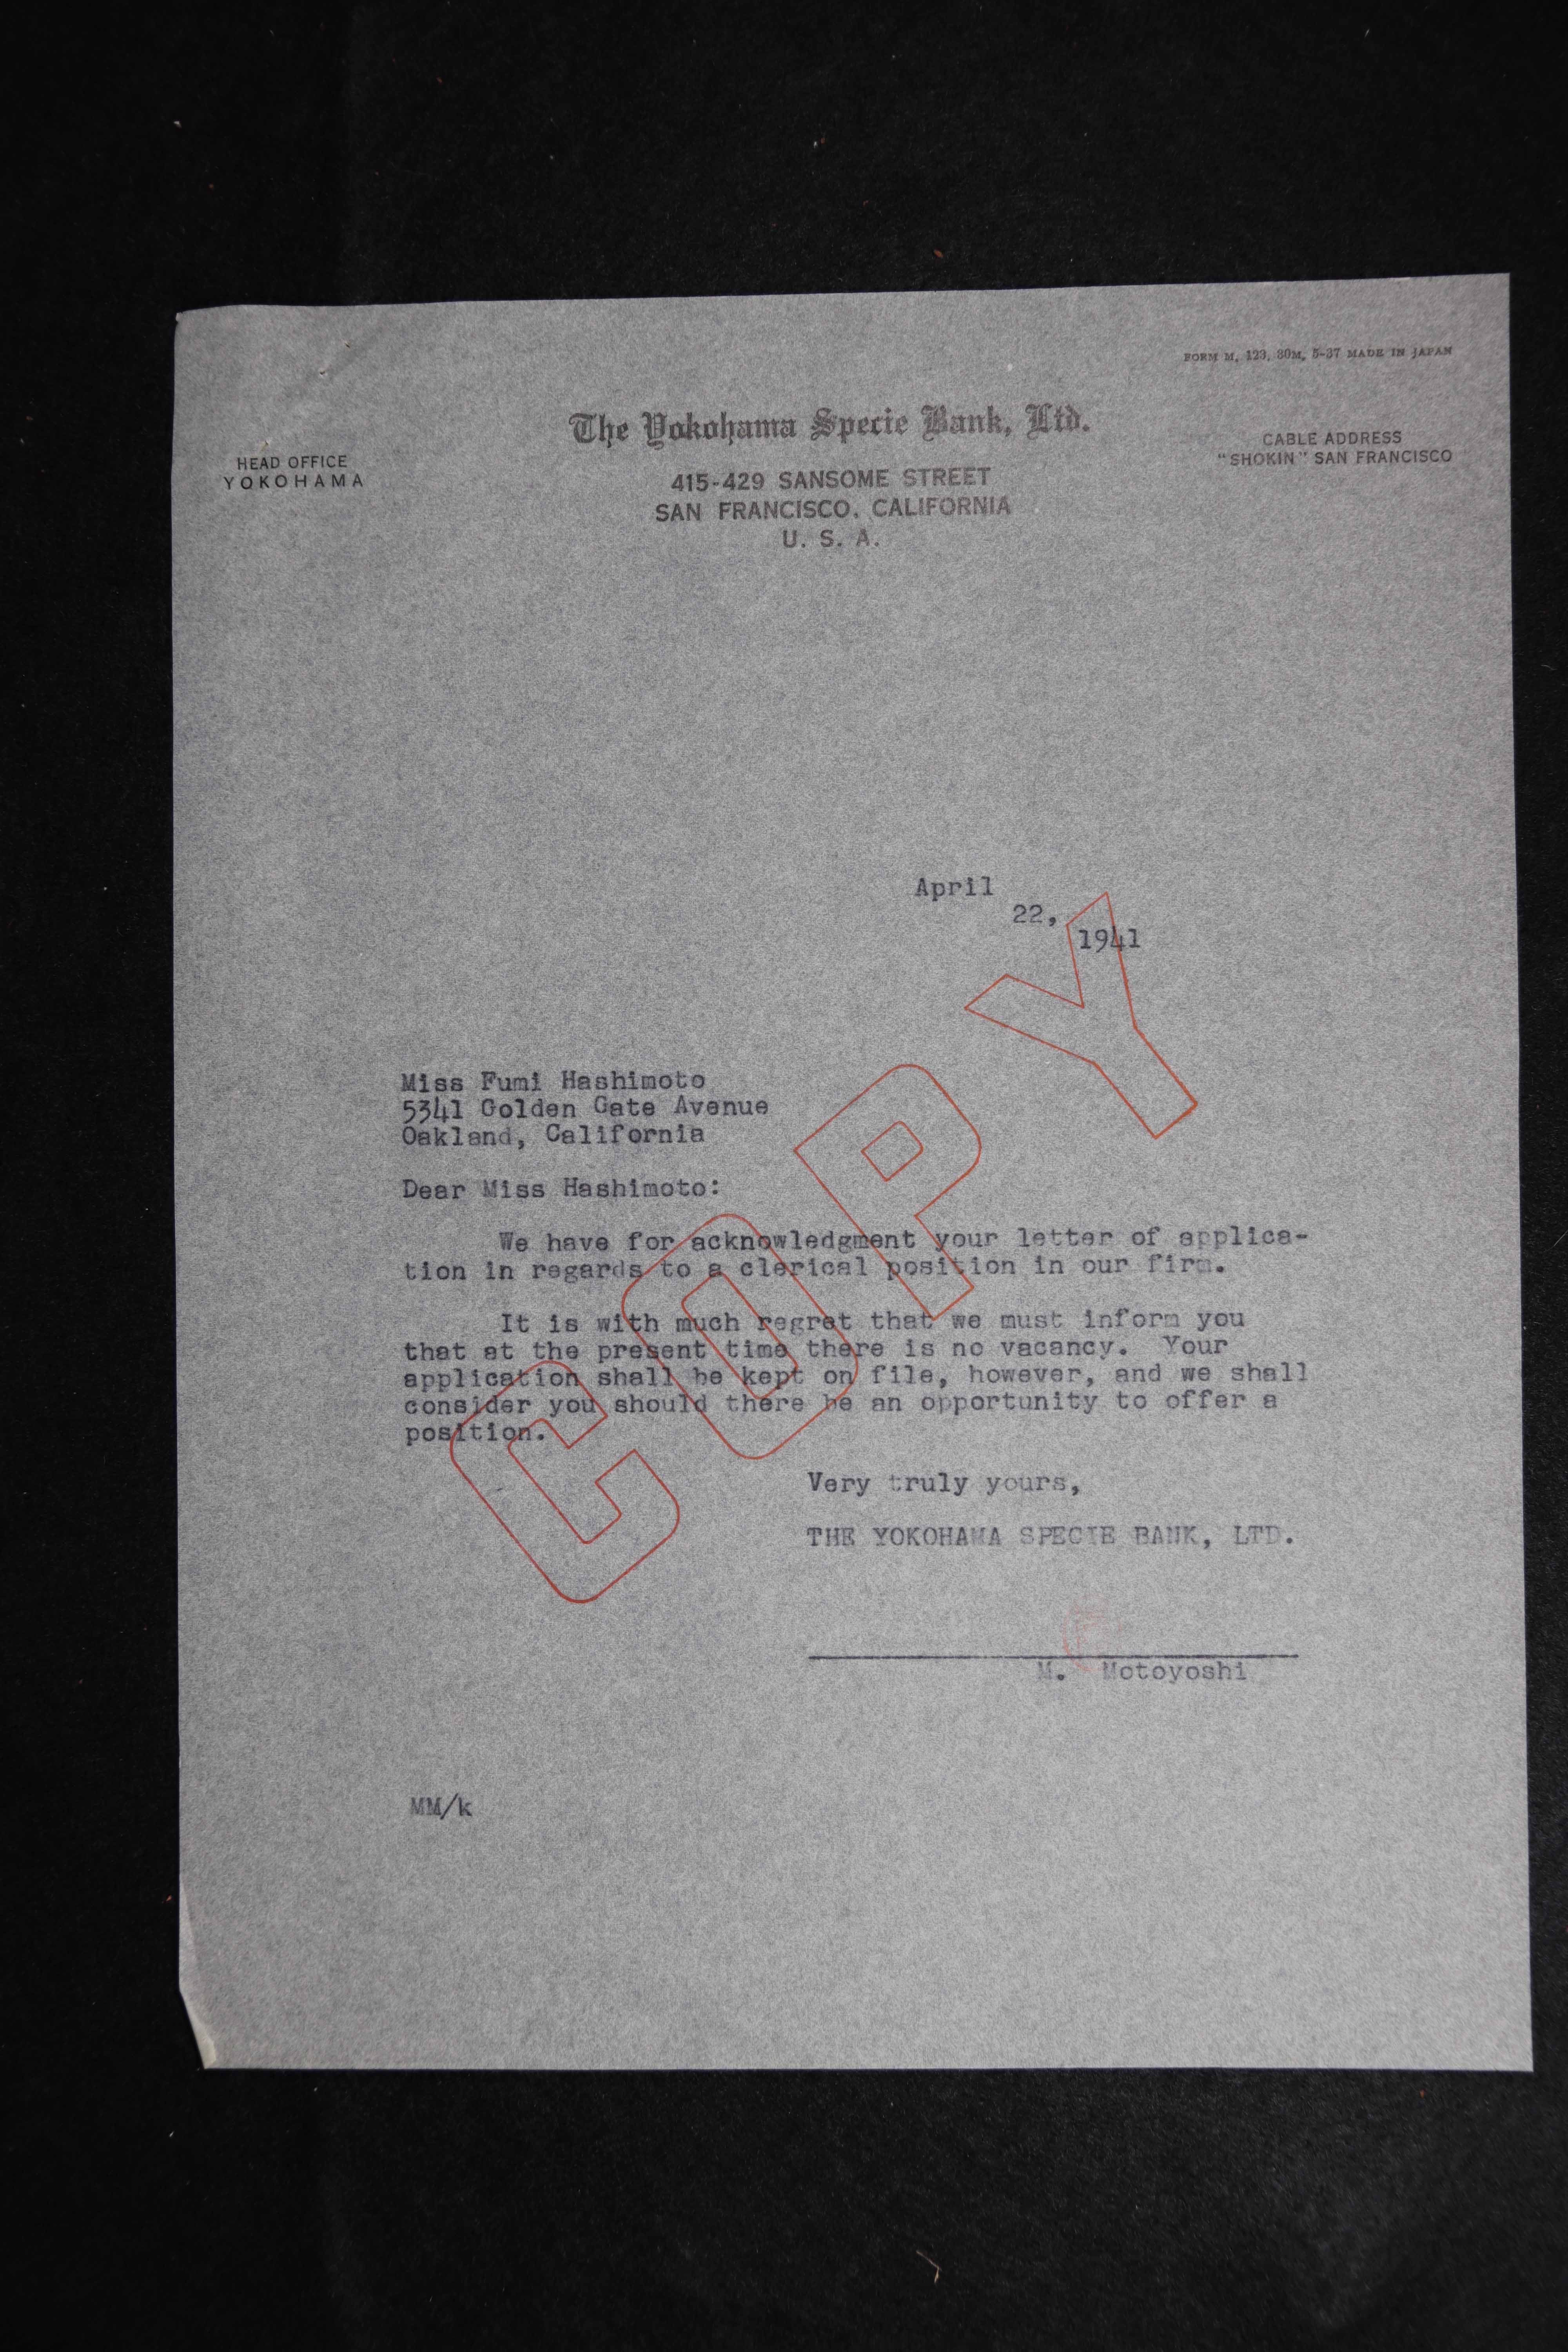 FORM M, 123, 30M, 5-37 MADE IN JAPAN
The Yokohama Specie Bank, Ltd.
HEAD OFFICE
YOKOHAMA
415-429 SANSOME STREET
SAN FRANCISCO, CALIFORNIA
U. S. A.
CABLE ADDRESS
"SHOKIN" SAN FRANCISCO
April
22,
1941
Miss Fumi Hashimoto
5341 Golden Gate Avenue
Oakland, California
Dear Miss Hashimoto:
We have for acknowledgment your letter of applica-
tion in regards to a clerical position in our firm.
It is with much regret that we must inform you
that at the present time there is no vacancy. Your
application shall be kept on file, however, and we shall
consider you should there be an opportunity to offer a
position.
COPY
Very truly yours,
THE YOKOHAMA SPECIE BANK, LTD.
M. Motoyoshi
MM/k